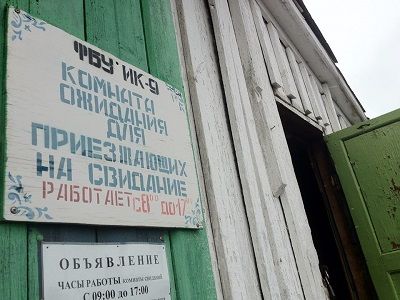 ФБУ ИК-9
КОМНАТА
ОЖИДАНИЯ
ДЛЯ
ПРИЕЗЖАЮЩИХ
НА СВИДАНИЕ
РАБОТАЕТ С 8⁰⁰ ДО 17⁰⁰
ОБЪЯВЛЕНИЕ
ЧАСЫ РАБОТЫ комнаты свиданий
С 09:00 до 17:00